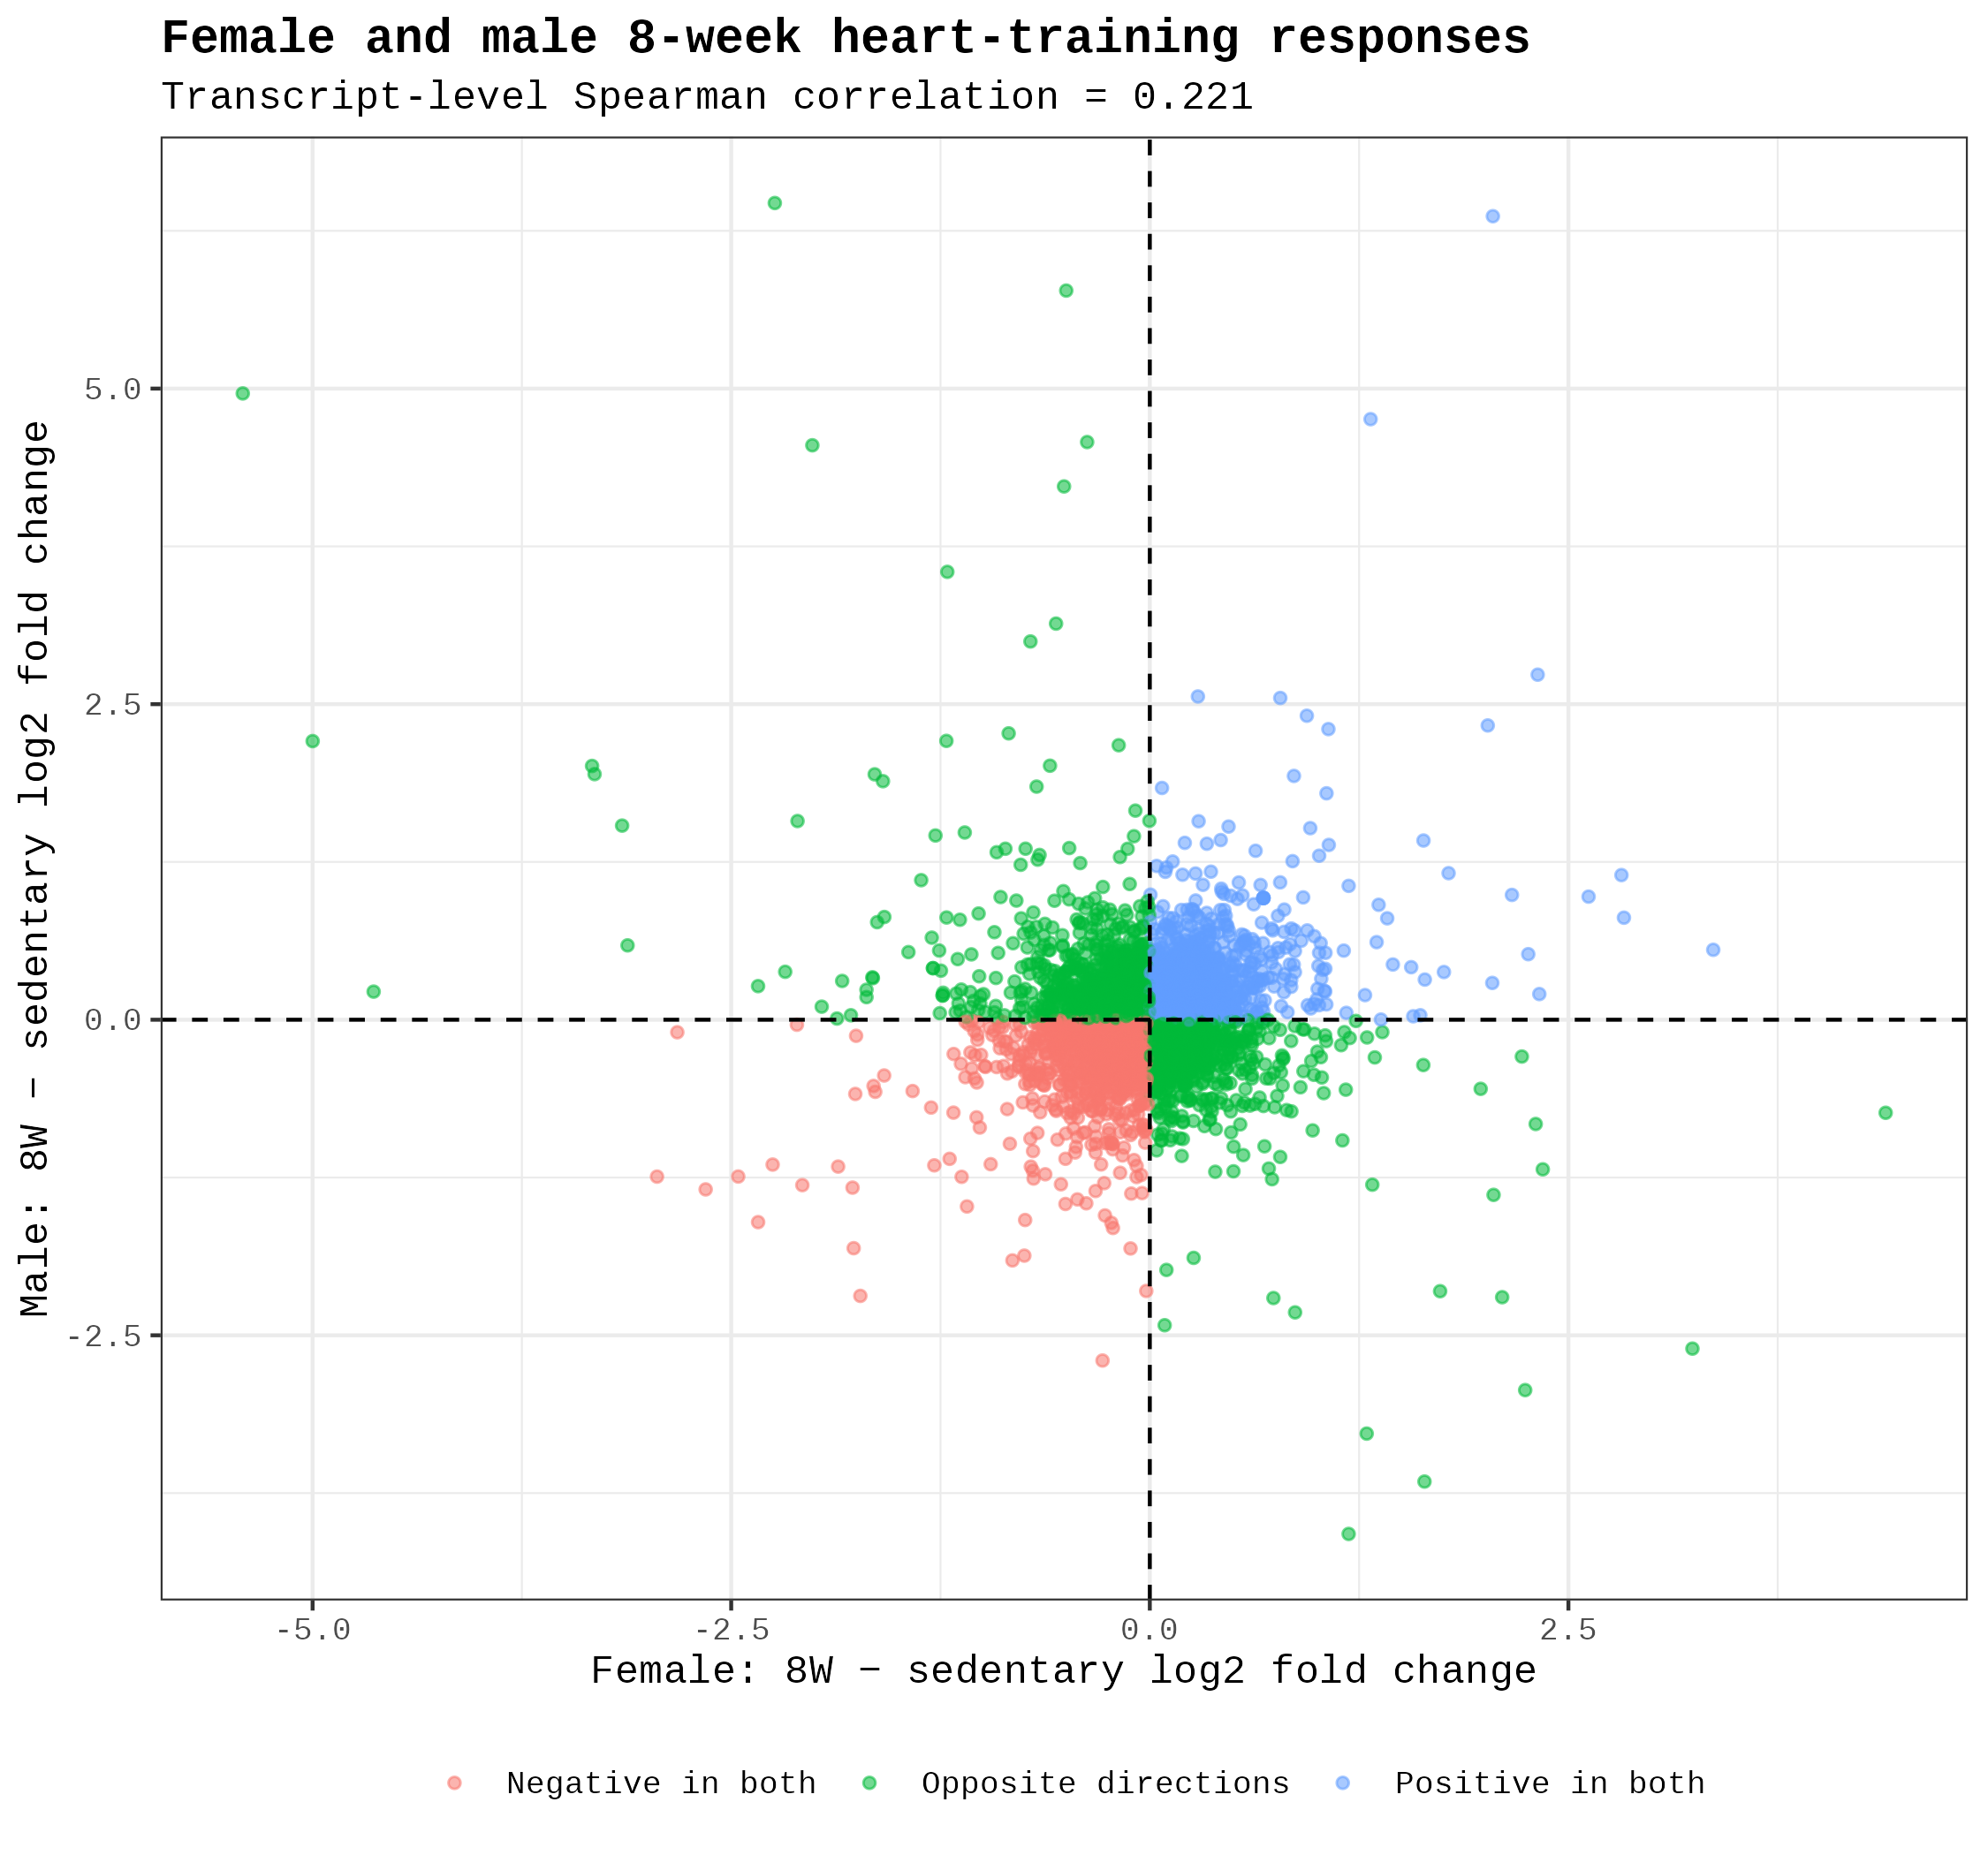 Female and male 8-week heart-training responses
Transcript-level Spearman correlation = 0.221
Male: 8W − sedentary log2 fold change
5.0
2.5
0.0
-2.5
-5.0 -2.5 0.0 2.5
Female: 8W − sedentary log2 fold change
Negative in both Opposite directions Positive in both